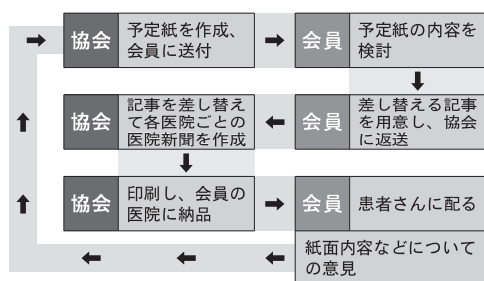 協会
予定紙を作成、
会員に送付
会員
予定紙の内容を
検討
会員
差し替える記事
を用意し、協会
に返送
協会
記事を差し替え
て各医院ごとの
医院新聞を作成
協会
印刷し、会員の
医院に納品
会員
患者さんに配る
紙面内容などについて
の意見